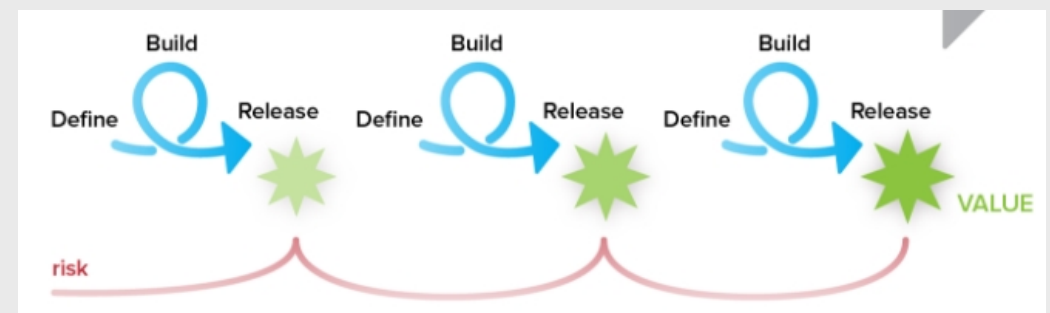 Build
Define
Release
Build
Define
Release
Build
Define
Release
VALUE
risk